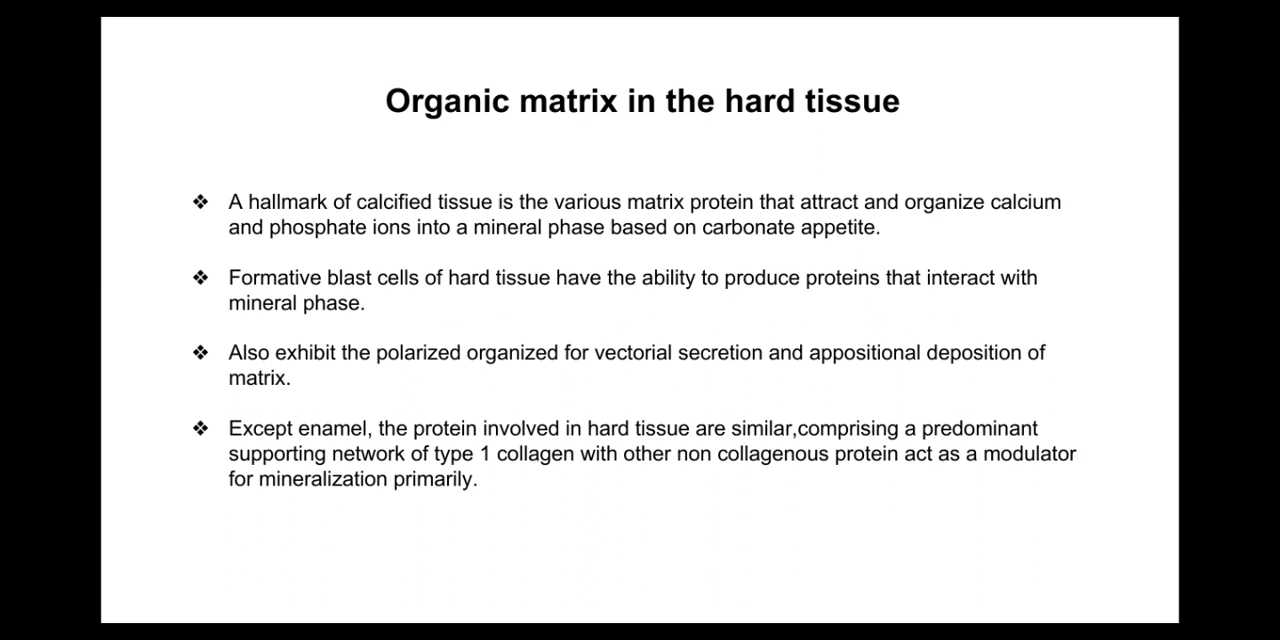 Organic matrix in the hard tissue
❖ A hallmark of calcified tissue is the various matrix protein that attract and organize calcium
and phosphate ions into a mineral phase based on carbonate appetite.
❖ Formative blast cells of hard tissue have the ability to produce proteins that interact with
mineral phase.
❖ Also exhibit the polarized organized for vectorial secretion and appositional deposition of
matrix.
❖ Except enamel, the protein involved in hard tissue are similar,comprising a predominant
supporting network of type 1 collagen with other non collagenous protein act as a modulator
for mineralization primarily.